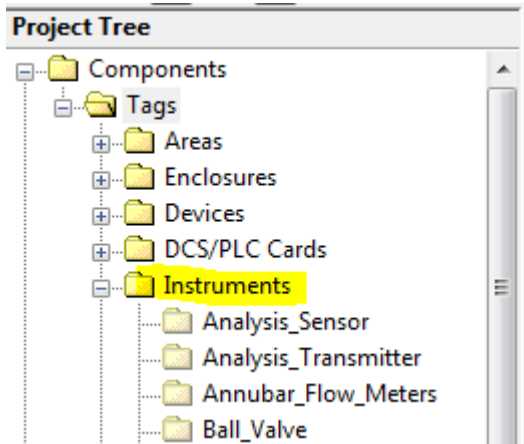 Project Tree
Components
Tags
Areas
Enclosures
Devices
DCS/PLC Cards
Instruments
Analysis_Sensor
Analysis_Transmitter
Annubar_Flow_Meters
Ball_Valve